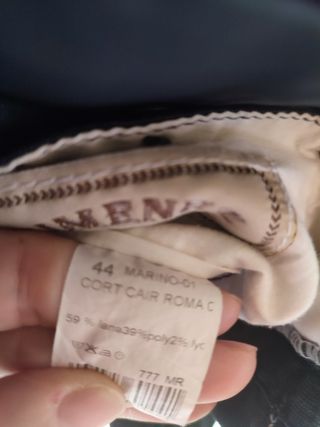 44 MARINO-01
CORT CAIR ROMA C
59 % lana39%poly2% lyc
777 MR